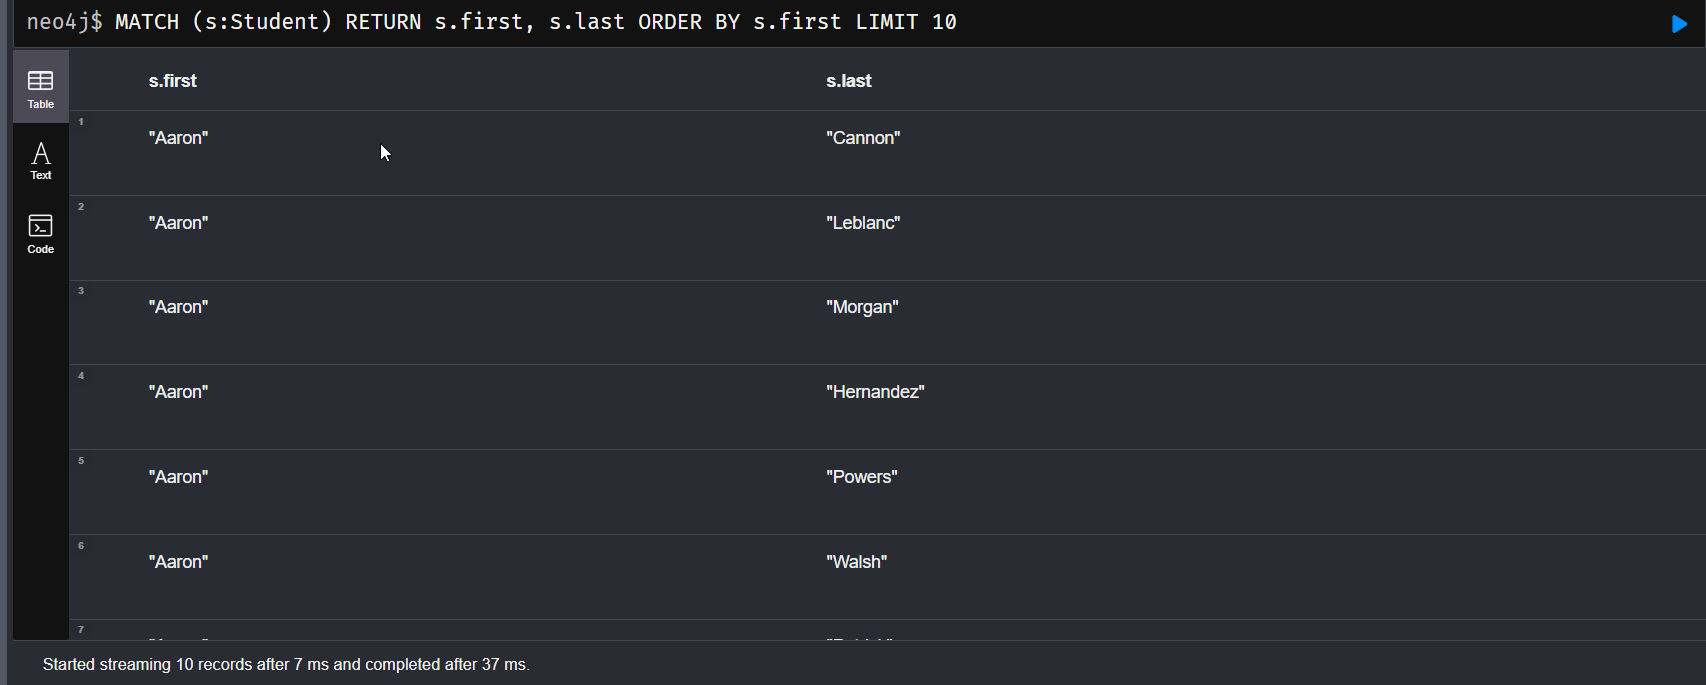 neo4j$ MATCH (s:Student) RETURN s.first, s.last ORDER BY s.first LIMIT 10
Table
Text
Code
s.first s.last
1 "Aaron" "Cannon"
2 "Aaron" "Leblanc"
3 "Aaron" "Morgan"
4 "Aaron" "Hernandez"
5 "Aaron" "Powers"
6 "Aaron" "Walsh"
7
Started streaming 10 records after 7 ms and completed after 37 ms.